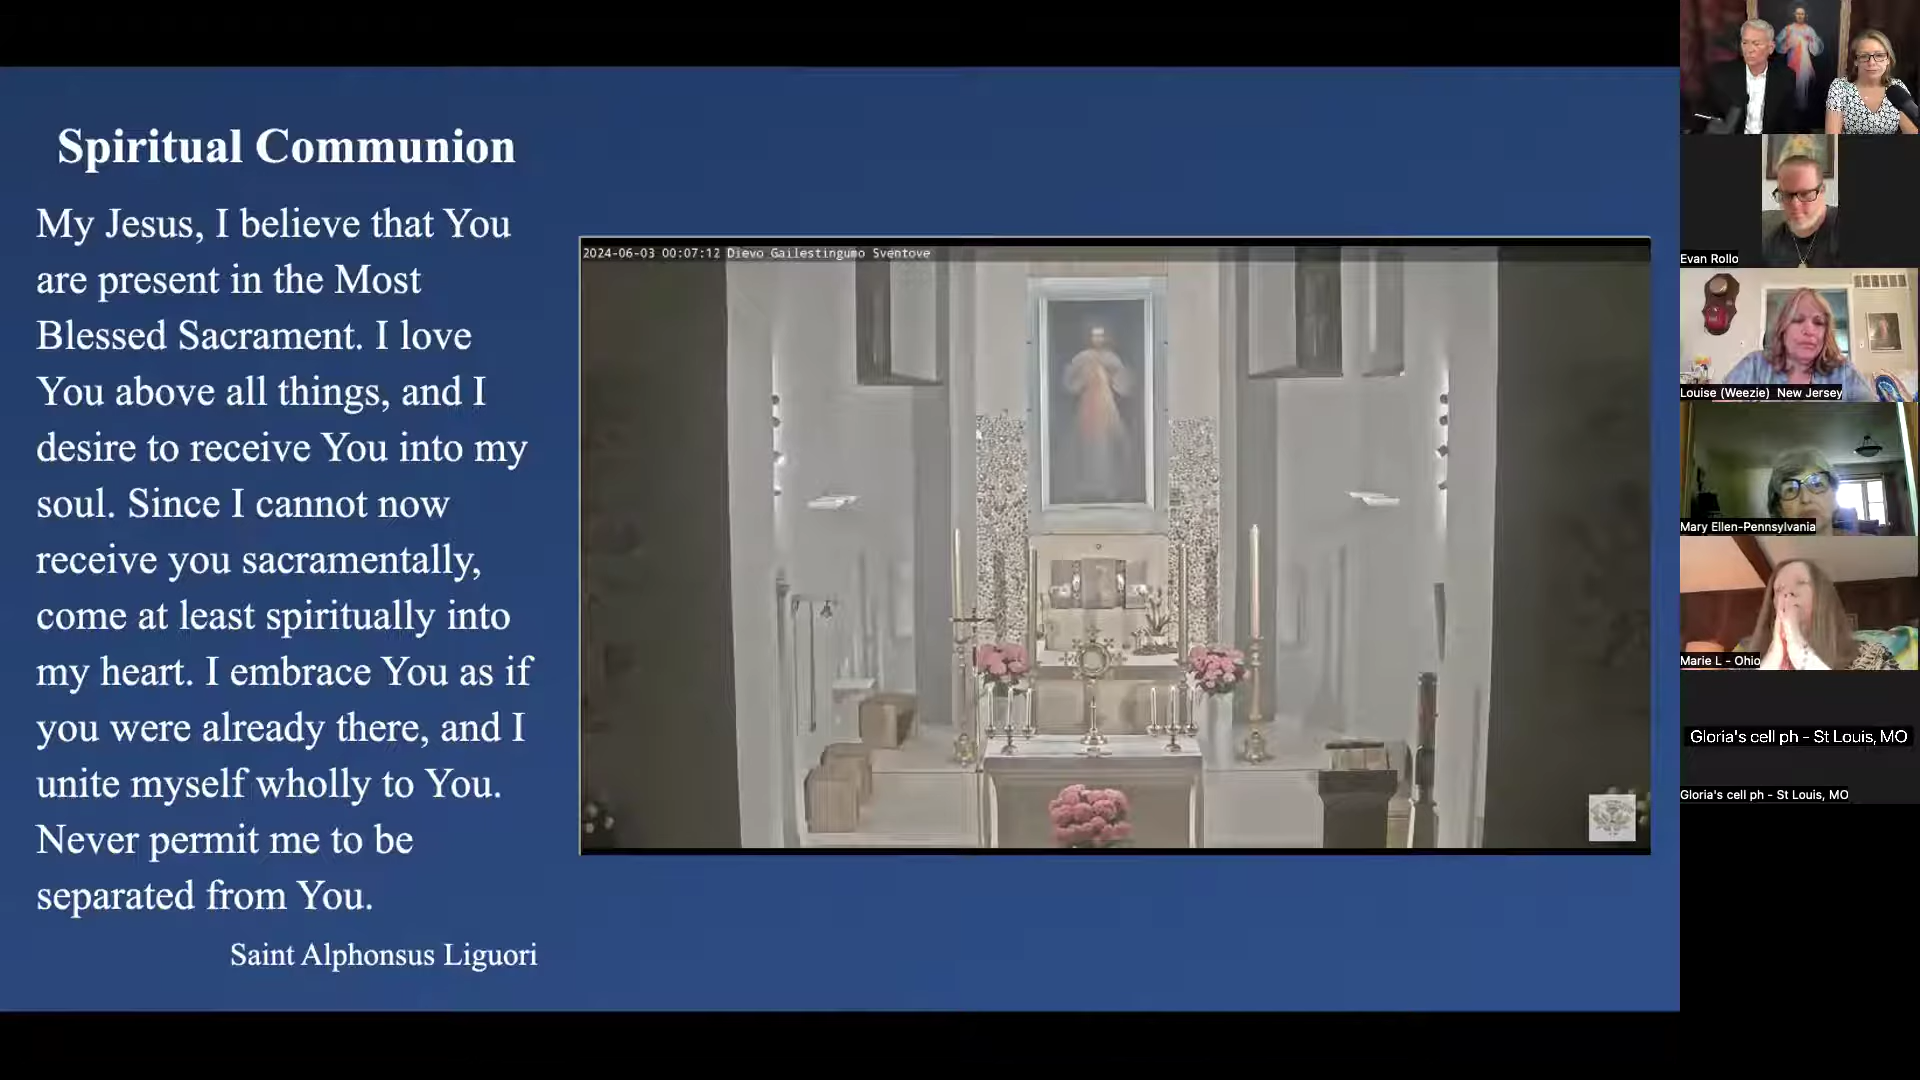 Spiritual Communion
My Jesus, I believe that You
are present in the Most
Blessed Sacrament. I love
You above all things, and I
desire to receive You into my
soul. Since I cannot now
receive you sacramentally,
come at least spiritually into
my heart. I embrace You as if
you were already there, and I
unite myself wholly to You.
Never permit me to be
separated from You.
Saint Alphonsus Liguori
2024-06-03 00:07:12 Dievo Gailestingumo Sventove
Evan Rollo
Louise (Weezie) New Jersey
Mary Ellen-Pennsylvania
Marie L - Ohio
Gloria's cell ph - St Louis, MO
Gloria's cell ph - St Louis, MO